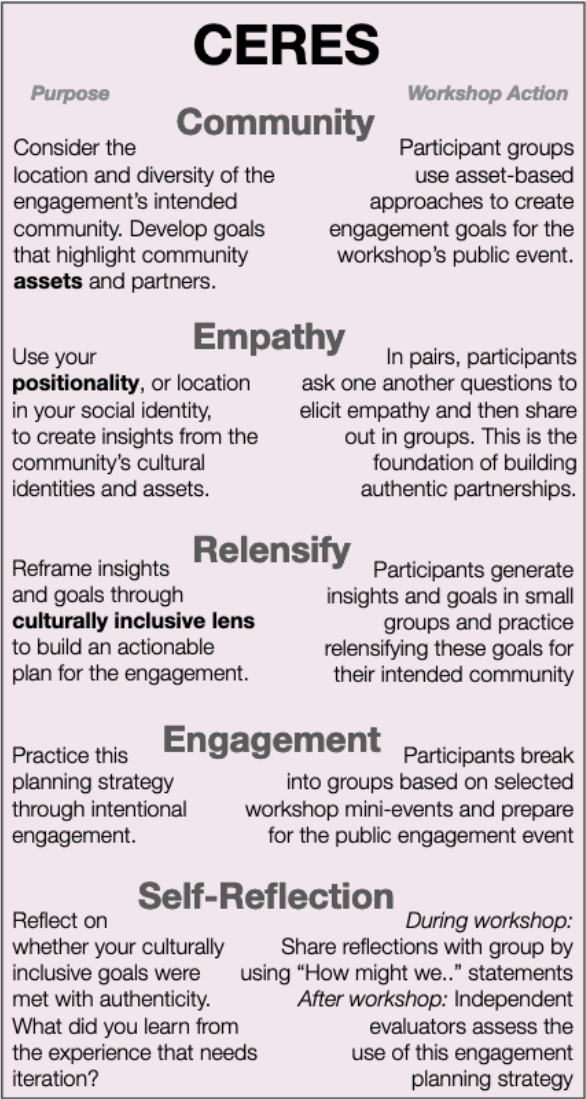 CERES
Purpose
Workshop Action
Community
Consider the
location and diversity of the
engagement's intended
community. Develop goals
that highlight community
assets and partners.
Participant groups
use asset-based
approaches to create
engagement goals for the
workshop's public event.
Empathy
Use your
positionality, or location
in your social identity,
to create insights from the
community's cultural
identities and assets.
In pairs, participants
ask one another questions to
elicit empathy and then share
out in groups. This is the
foundation of building
authentic partnerships.
Relensify
Reframe insights
and goals through
culturally inclusive lens
to build an actionable
plan for the engagement.
Participants generate
insights and goals in small
groups and practice
relensifying these goals for
their intended community
Engagement
Practice this
planning strategy
through intentional
engagement.
Participants break
into groups based on selected
workshop mini-events and prepare
for the public engagement event
Self-Reflection
Reflect on
whether your culturally
inclusive goals were
met with authenticity.
What did you learn from
the experience that needs
iteration?
During workshop:
Share reflections with group by
using “How might we..” statements
After workshop: Independent
evaluators assess the
use of this engagement
planning strategy